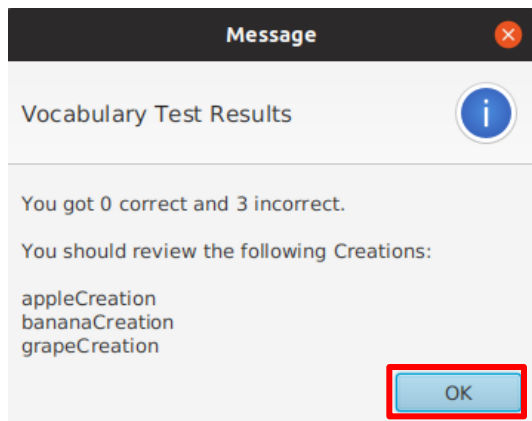 Message
Vocabulary Test Results
You got 0 correct and 3 incorrect.
You should review the following Creations:
appleCreation
bananaCreation
grapeCreation
OK